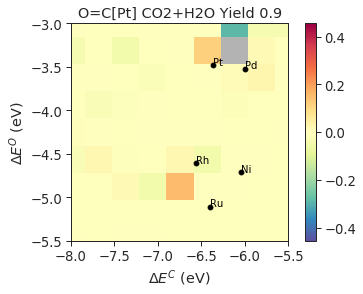 O=C[Pt] CO2+H2O Yield 0.9
−3.0
−3.5
−4.0
−4.5
−5.0
−5.5
ΔE^O (eV)
Pt
Pd
Rh
Ni
Ru
−8.0 −7.5 −7.0 −6.5 −6.0 −5.5
ΔE^C (eV)
0.4
0.2
0.0
−0.2
−0.4